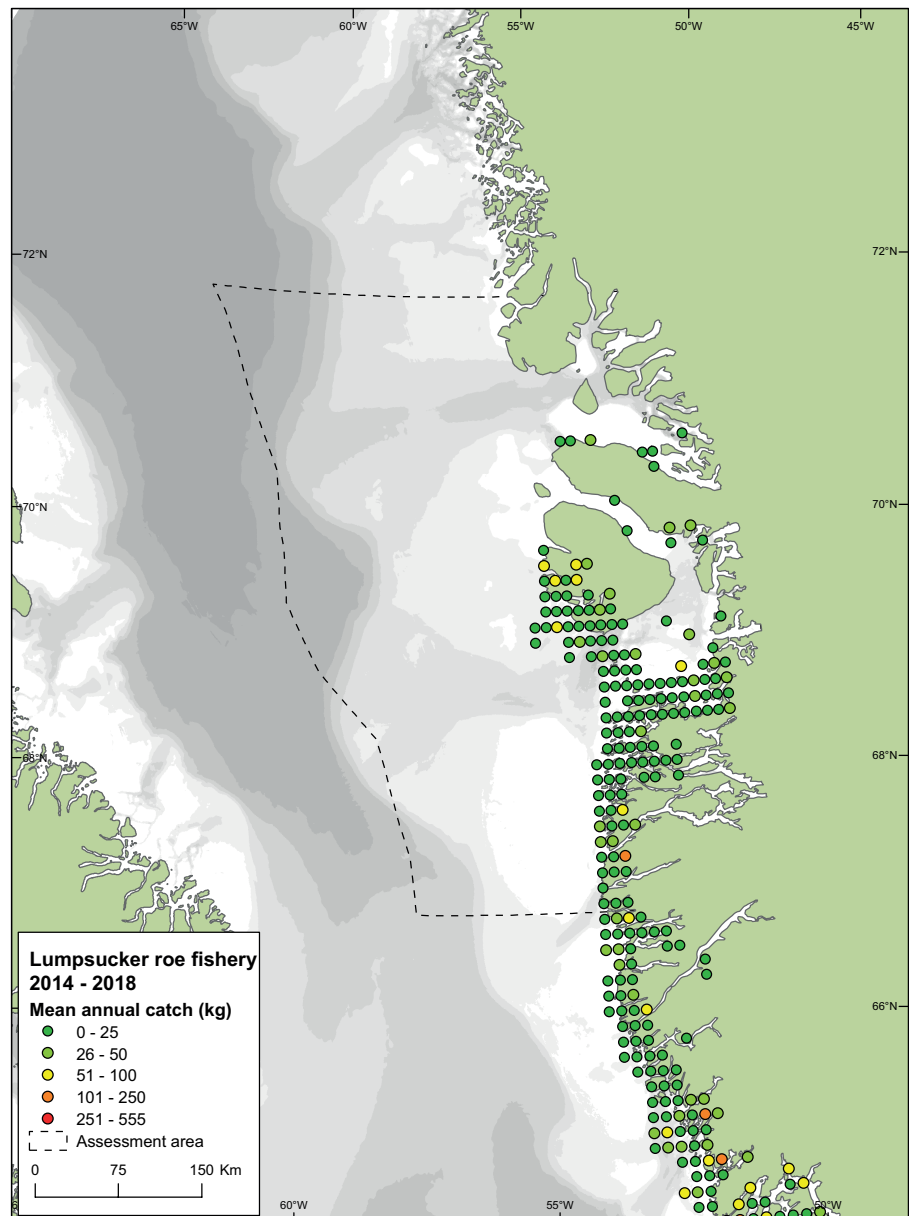 65°W 60°W 55°W 50°W 45°W
72°N 72°N
70°N 70°N
68°N 68°N
66°N
Lumpsucker roe fishery
2014 - 2018
Mean annual catch (kg)
0 - 25
26 - 50
51 - 100
101 - 250
251 - 555
Assessment area
0 75 150 Km
60°W 55°W 50°W